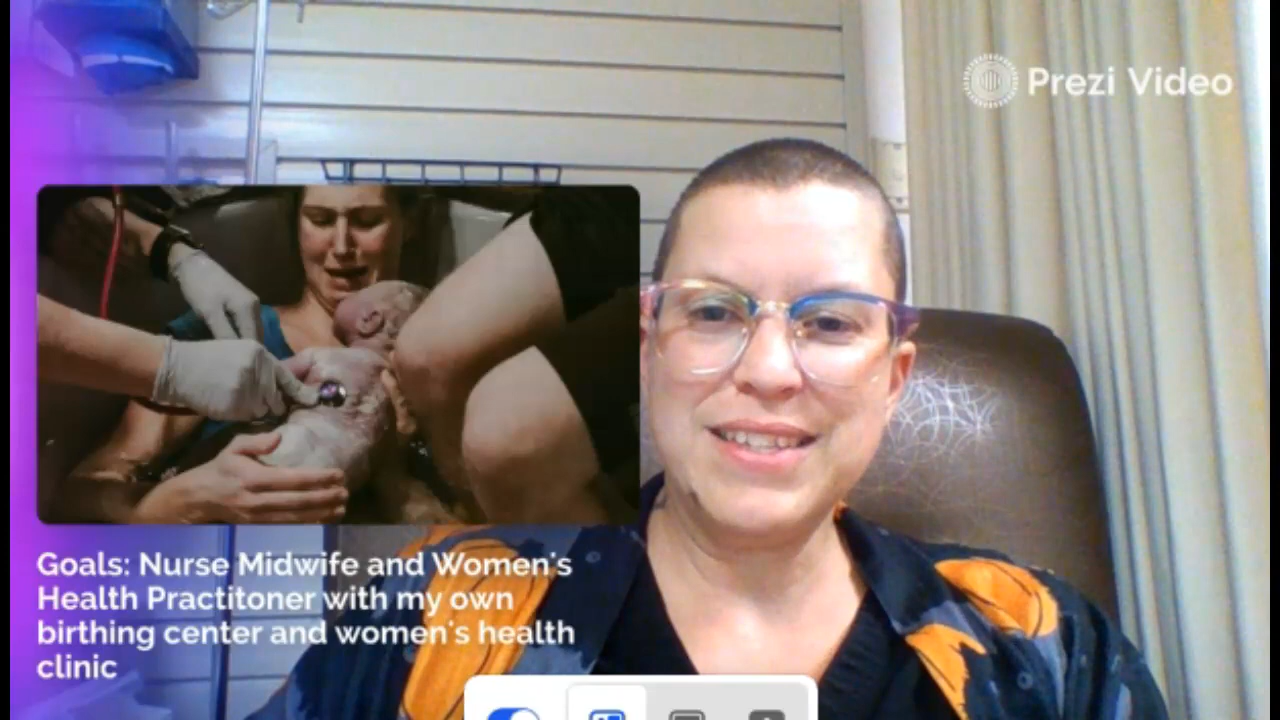 Prezi Video
Goals: Nurse Midwife and Women's
Health Practitoner with my own
birthing center and women's health
clinic